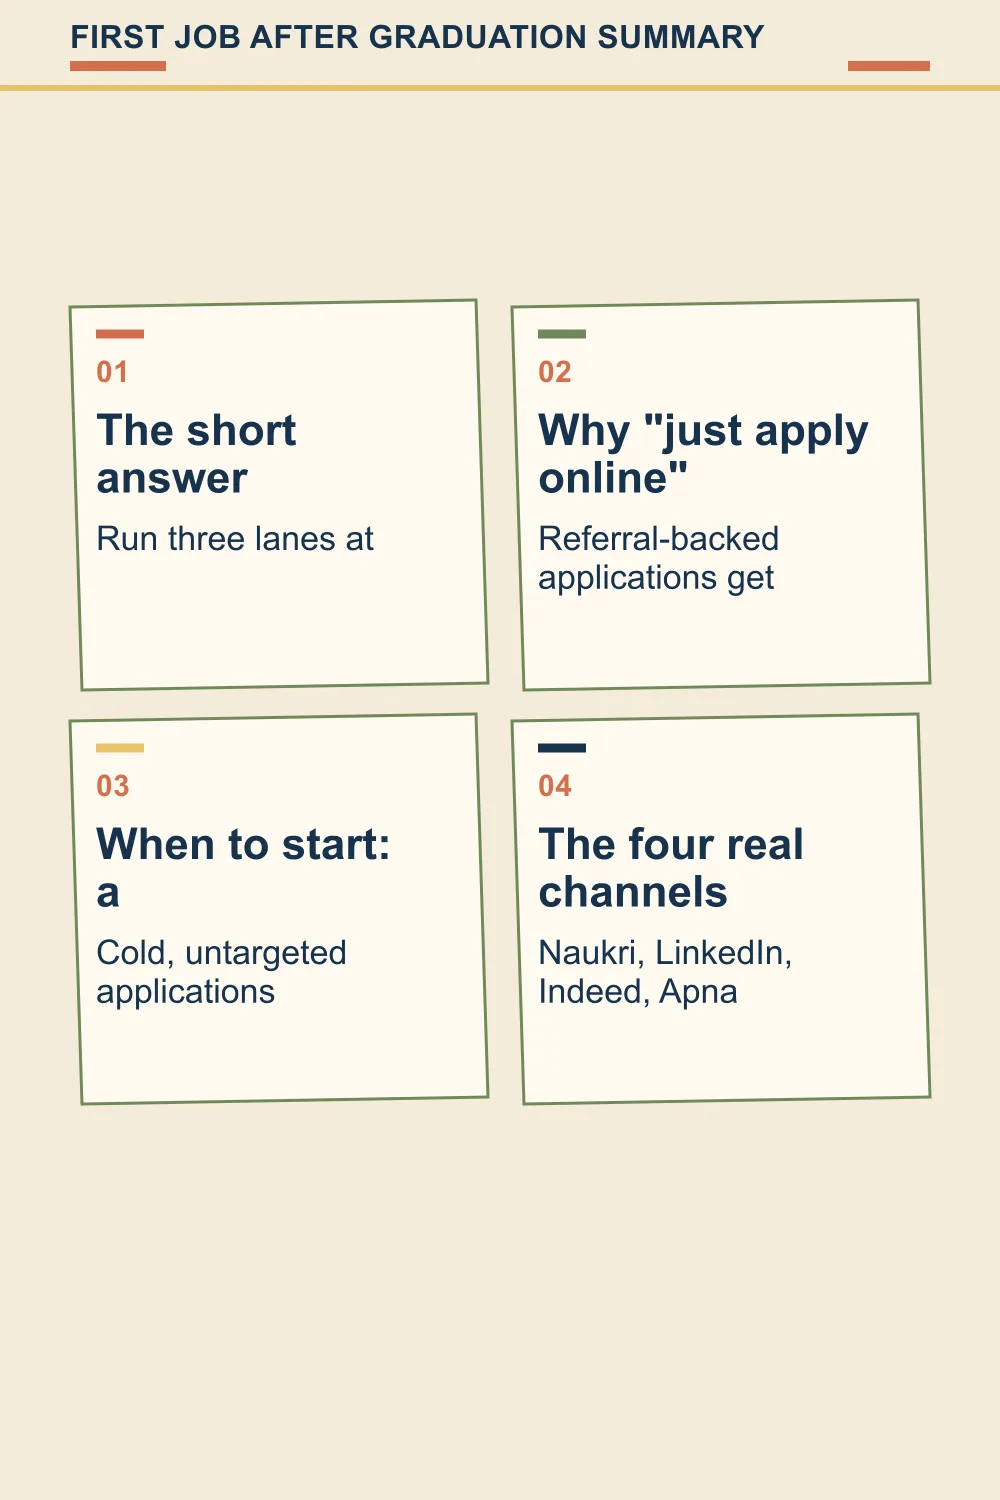 FIRST JOB AFTER GRADUATION SUMMARY
01
The short
answer
Run three lanes at
02
Why "just apply
online"
Referral-backed
applications get
03
When to start:
a
Cold, untargeted
applications
04
The four real
channels
Naukri, LinkedIn,
Indeed, Apna